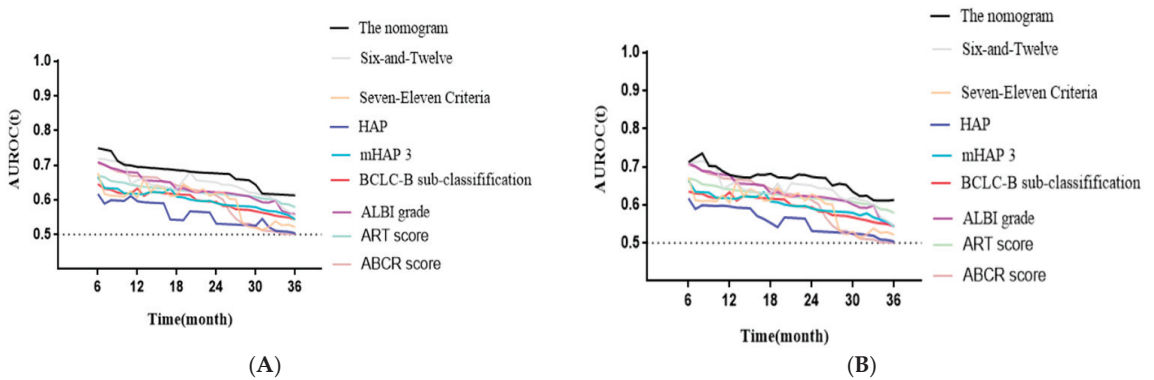 AUROC(t)
1.0
0.9
0.8
0.7
0.6
0.5
6 12 18 24 30 36
Time(month)
The nomogram
Six-and-Twelve
Seven-Eleven Criteria
HAP
mHAP 3
BCLC-B sub-classifification
ALBI grade
ART score
ABCR score
(A)
AUROC(t)
1.0
0.9
0.8
0.7
0.6
0.5
6 12 18 24 30 36
Time(month)
The nomogram
Six-and-Twelve
Seven-Eleven Criteria
HAP
mHAP 3
BCLC-B sub-classifification
ALBI grade
ART score
ABCR score
(B)